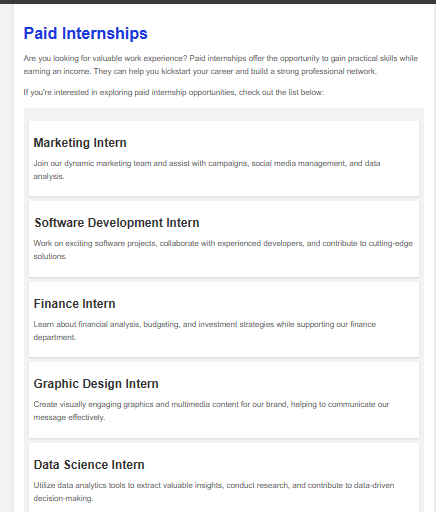 Paid Internships
Are you looking for valuable work experience? Paid internships offer the opportunity to gain practical skills while
earning an income. They can help you kickstart your career and build a strong professional network.
If you're interested in exploring paid internship opportunities, check out the list below:
Marketing Intern
Join our dynamic marketing team and assist with campaigns, social media management, and data
analysis.
Software Development Intern
Work on exciting software projects, collaborate with experienced developers, and contribute to cutting-edge
solutions.
Finance Intern
Learn about financial analysis, budgeting, and investment strategies while supporting our finance
department.
Graphic Design Intern
Create visually engaging graphics and multimedia content for our brand, helping to communicate our
message effectively.
Data Science Intern
Utilize data analytics tools to extract valuable insights, conduct research, and contribute to data-driven
decision-making.